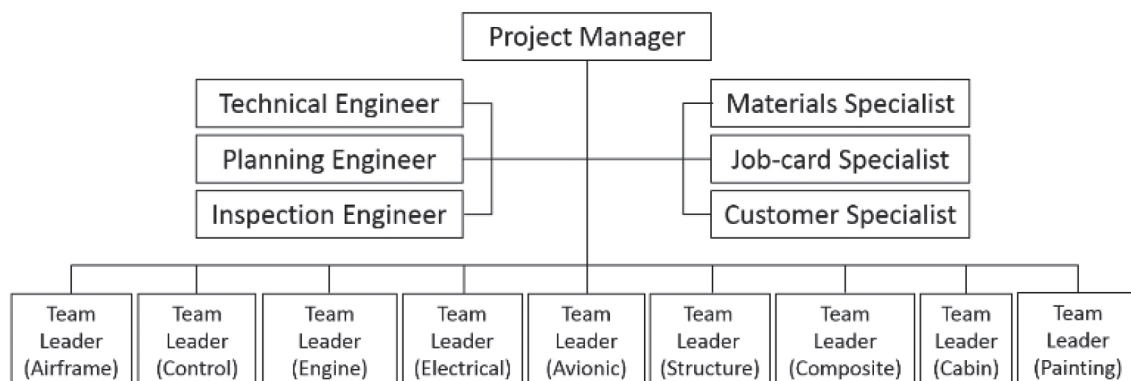 Project Manager
Technical Engineer
Materials Specialist
Planning Engineer
Job-card Specialist
Inspection Engineer
Customer Specialist
Team
Leader
(Airframe)
Team
Leader
(Control)
Team
Leader
(Engine)
Team
Leader
(Electrical)
Team
Leader
(Avionic)
Team
Leader
(Structure)
Team
Leader
(Composite)
Team
Leader
(Cabin)
Team
Leader
(Painting)